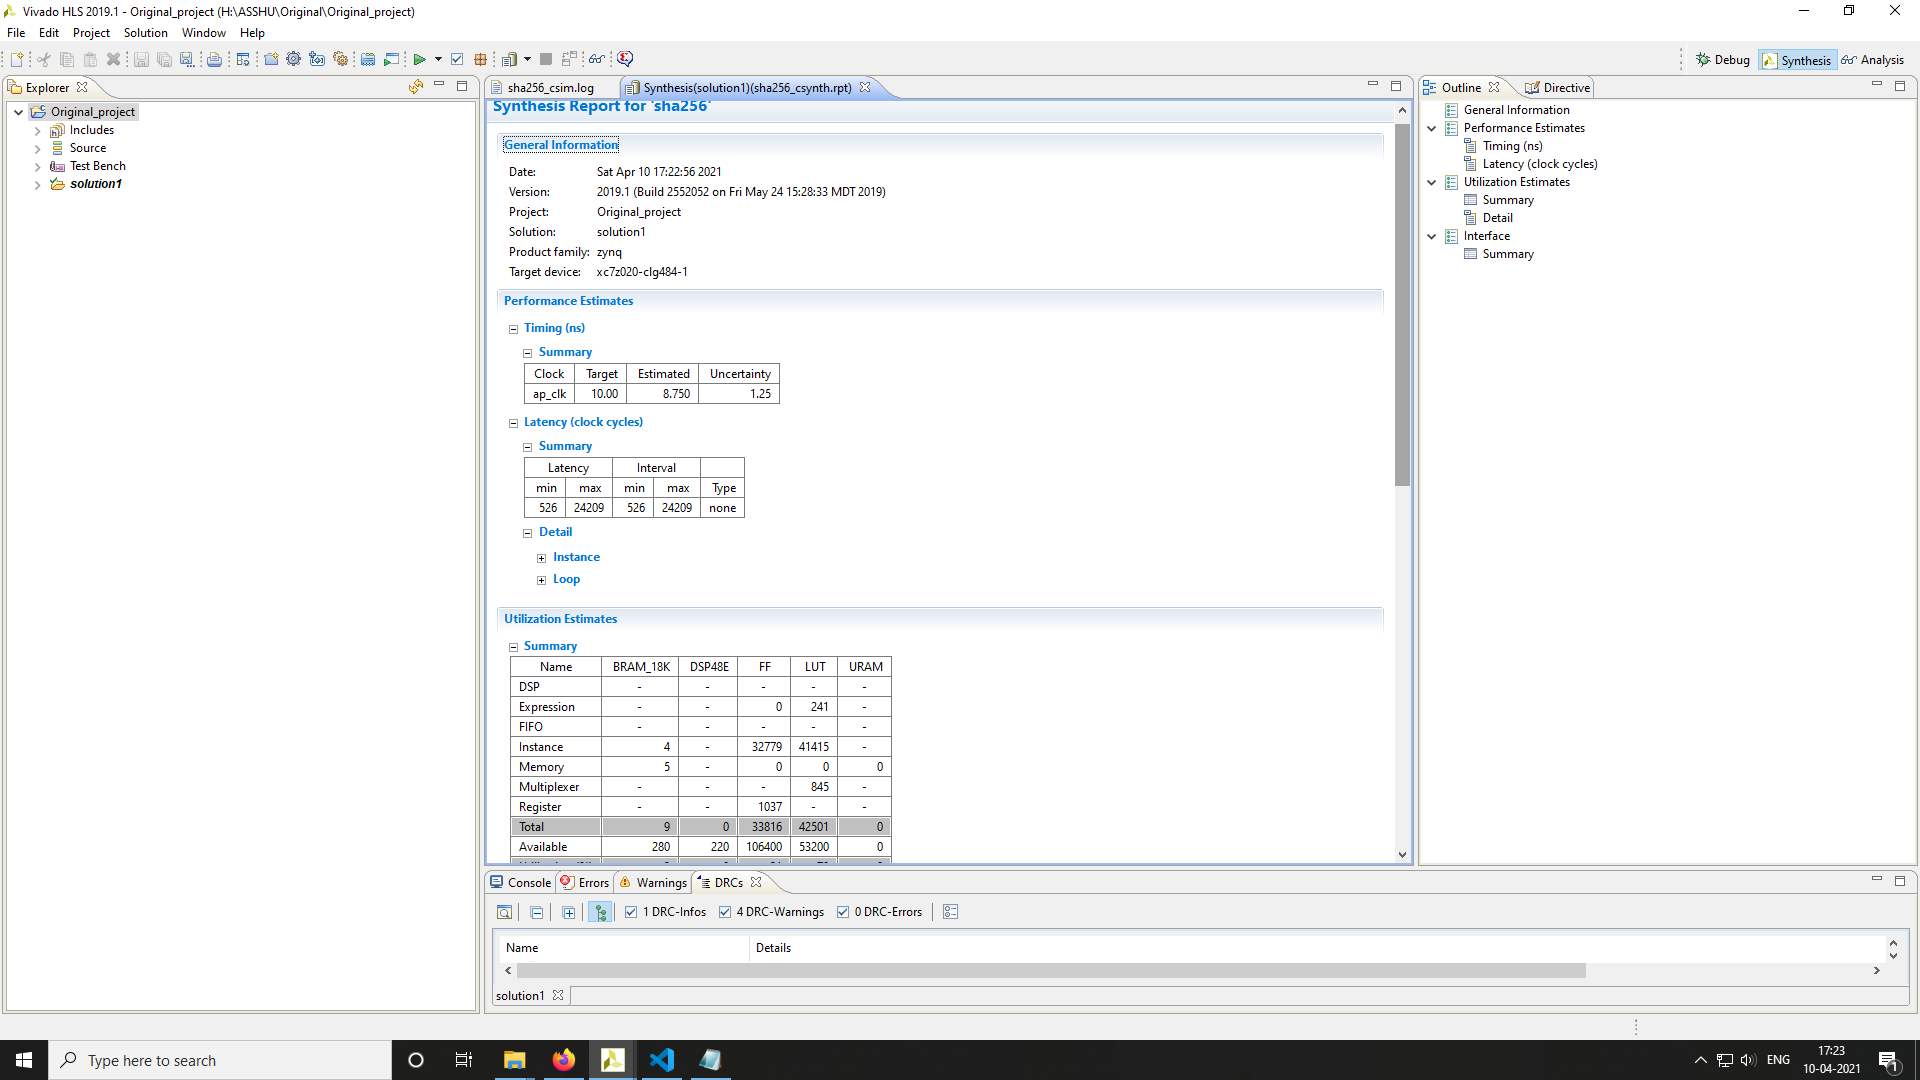 Vivado HLS 2019.1 - Original_project (H:\ASSHU\Original\Original_project)
File Edit Project Solution Window Help
Debug Synthesis Analysis
Explorer
Original_project
Includes
Source
Test Bench
solution1
sha256_csim.log Synthesis(solution1)(sha256_csynth.rpt)
Synthesis Report for 'sha256'
General Information
Date: Sat Apr 10 17:22:56 2021
Version: 2019.1 (Build 2552052 on Fri May 24 15:28:33 MDT 2019)
Project: Original_project
Solution: solution1
Product family: zynq
Target device: xc7z020-clg484-1
Performance Estimates
Timing (ns)
Summary
Clock Target Estimated Uncertainty
ap_clk 10.00 8.750 1.25
Latency (clock cycles)
Summary
Latency Interval
min max min max Type
526 24209 526 24209 none
Detail
Instance
Loop
Utilization Estimates
Summary
Name BRAM_18K DSP48E FF LUT URAM
DSP - - - - -
Expression - - 0 241 -
FIFO - - - - -
Instance 4 - 32779 41415 -
Memory 5 - 0 0 0
Multiplexer - - - 845 -
Register - - 1037 - -
Total 9 0 33816 42501 0
Available 280 220 106400 53200 0
Outline Directive
General Information
Performance Estimates
Timing (ns)
Latency (clock cycles)
Utilization Estimates
Summary
Detail
Interface
Summary
Console Errors Warnings DRCs
1 DRC-Infos 4 DRC-Warnings 0 DRC-Errors
Name Details
solution1
Type here to search
ENG
17:23
10-04-2021
1